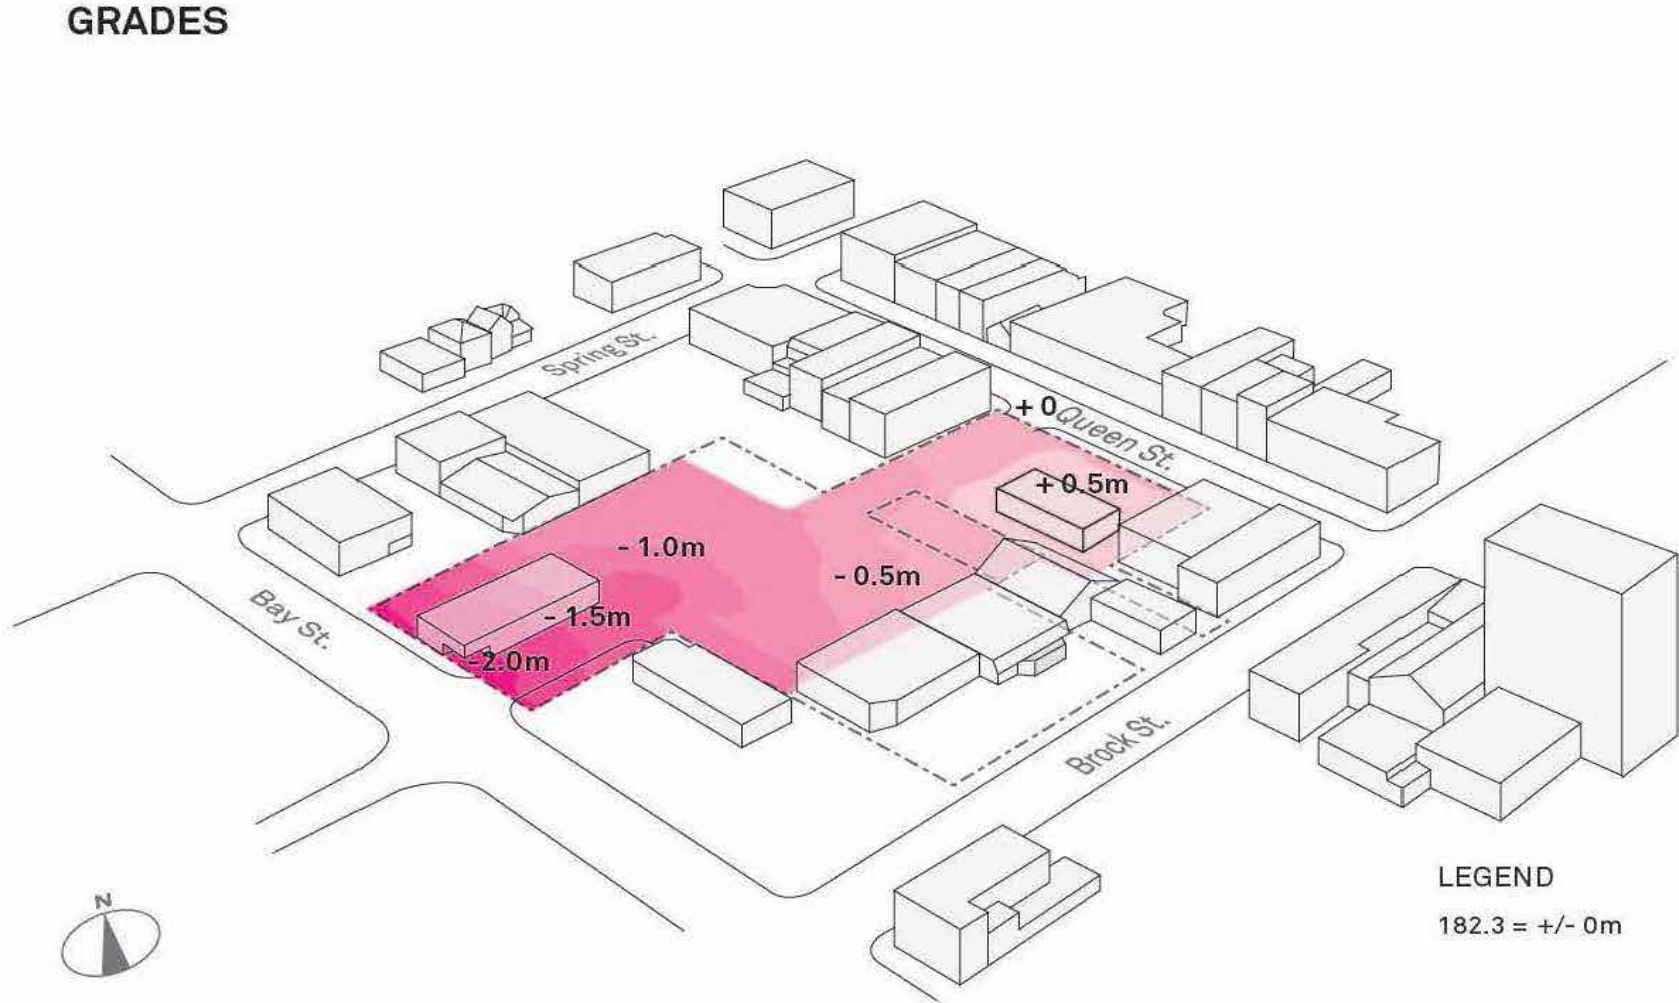 GRADES
Spring St.
+ 0
Queen St.
+ 0.5m
- 1.0m
- 0.5m
Bay St.
- 1.5m
-2.0m
Brock St.
LEGEND
182.3 = +/- 0m
N